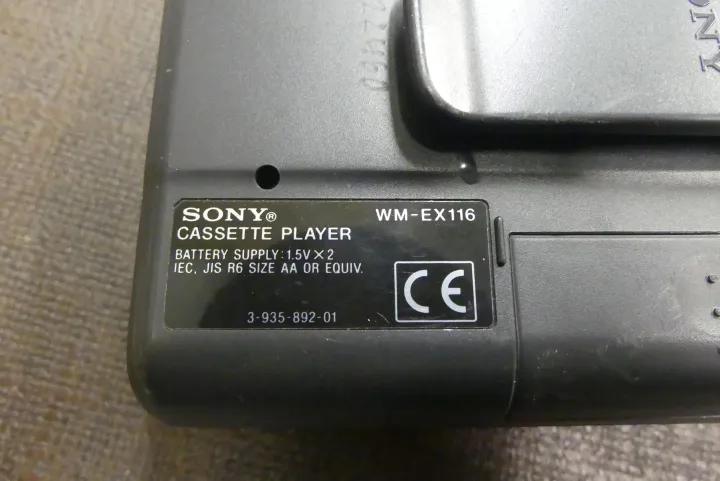 SONY
SONY® WM-EX116
CASSETTE PLAYER
BATTERY SUPPLY: 1.5V×2
IEC, JIS R6 SIZE AA OR EQUIV.
CE
3-935-892-01